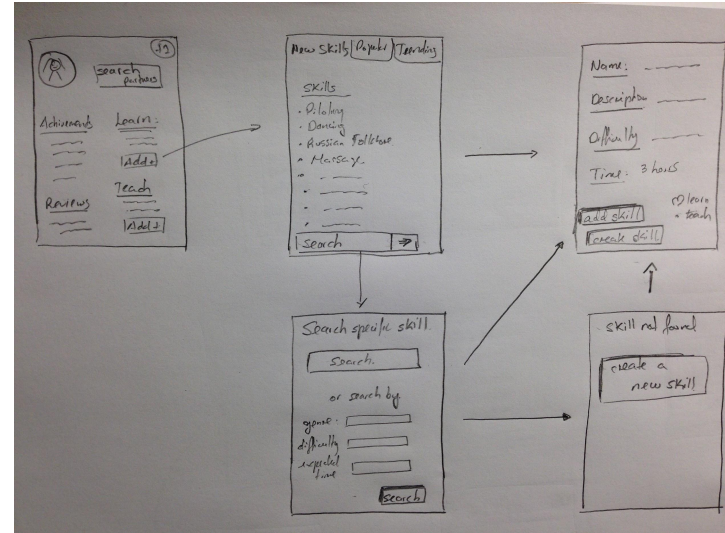 search
partners
Achivements
Learn:
Add+
Teach
Reviews
Add+
New Skills
Popular
Trending
Skills
• Piloting
• Dancing
• Russian Folklore
• Massage
Search
Search specific skill
Search.
or search by
genre:
difficulty
expected
time
search
Name:
Description
Difficulty
Time: 3 hours
learn
teach
add skill
create skill
skill not found
create a
new skill